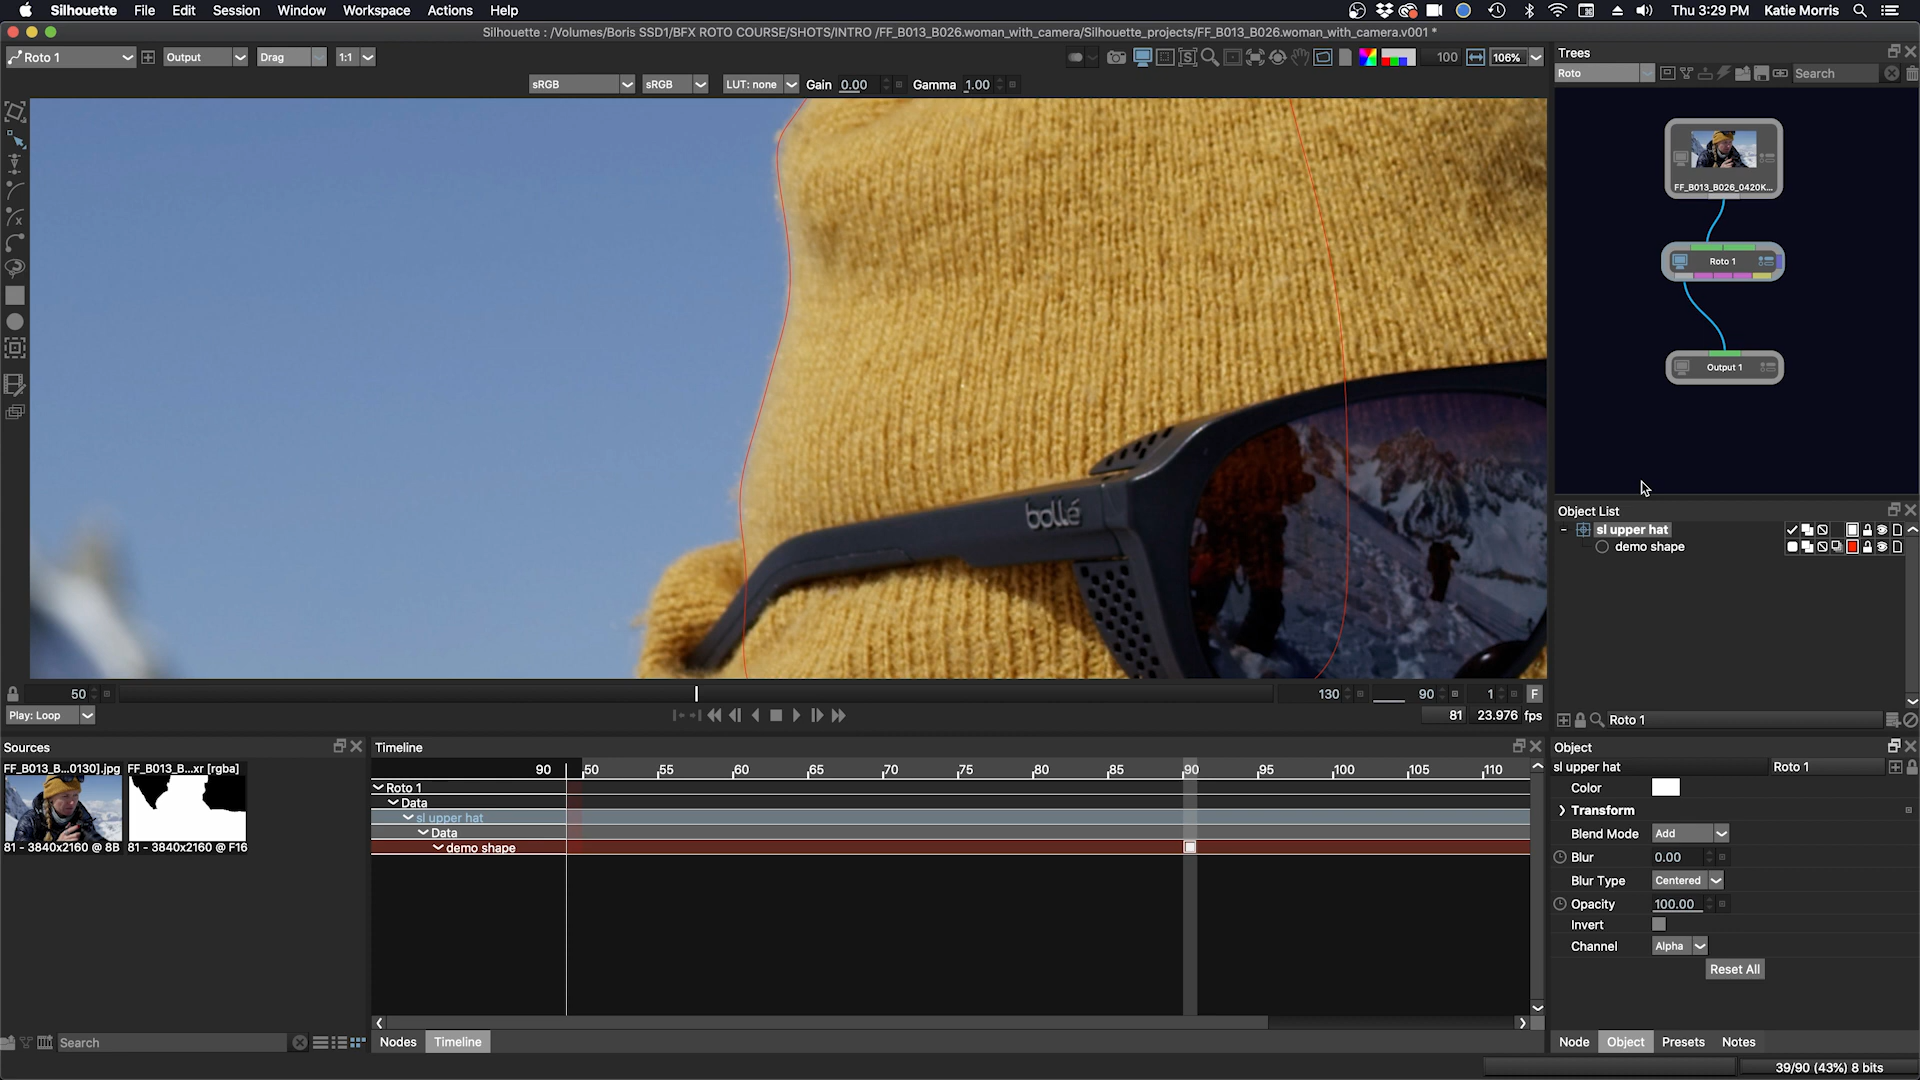 Silhouette File Edit Session Window Workspace Actions Help Thu 3:29 PM Katie Morris
Silhouette : /Volumes/Boris SSD1/BFX ROTO COURSE/SHOTS/INTRO /FF_B013_B026.woman_with_camera/Silhouette_projects/FF_B013_B026.woman_with_camera.v001 *
Roto 1 Output Drag 1:1 100 106%
sRGB sRGB LUT: none Gain 0.00 Gamma 1.00
Trees
Roto Search
FF_B013_B026_0420K...
Roto 1
Output 1
bollé
Object List
sl upper hat
demo shape
Roto 1
50 130 90 1 F
Play: Loop 81 23.976 fps
Sources
FF_B013_B...0130].jpg FF_B013_B...xr [rgba]
81 - 3840x2160 @ 8B 81 - 3840x2160 @ F16
Search
Timeline
90 50 55 60 65 70 75 80 85 90 95 100 105 110
Roto 1
Data
sl upper hat
Data
demo shape
Nodes Timeline
Object
sl upper hat Roto 1
Color
Transform
Blend Mode Add
Blur 0.00
Blur Type Centered
Opacity 100.00
Invert
Channel Alpha
Reset All
Node Object Presets Notes
39/90 (43%) 8 bits